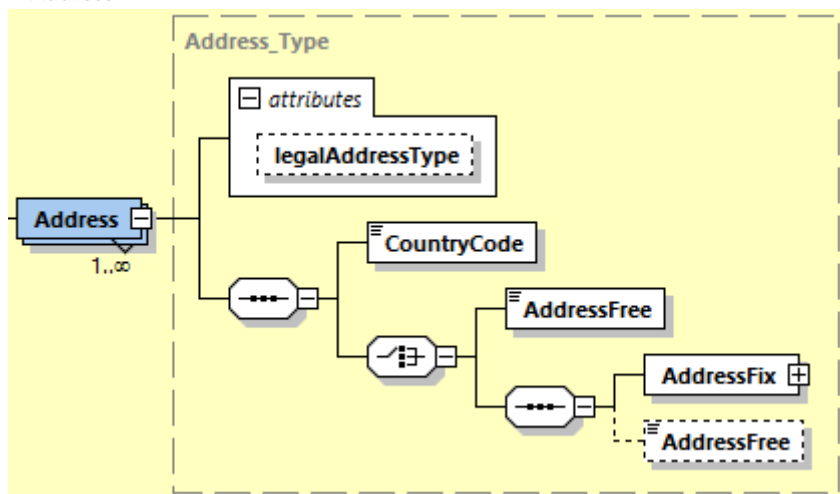 Address_Type
attributes
legalAddressType
Address
1..∞
CountryCode
AddressFree
AddressFix
AddressFree